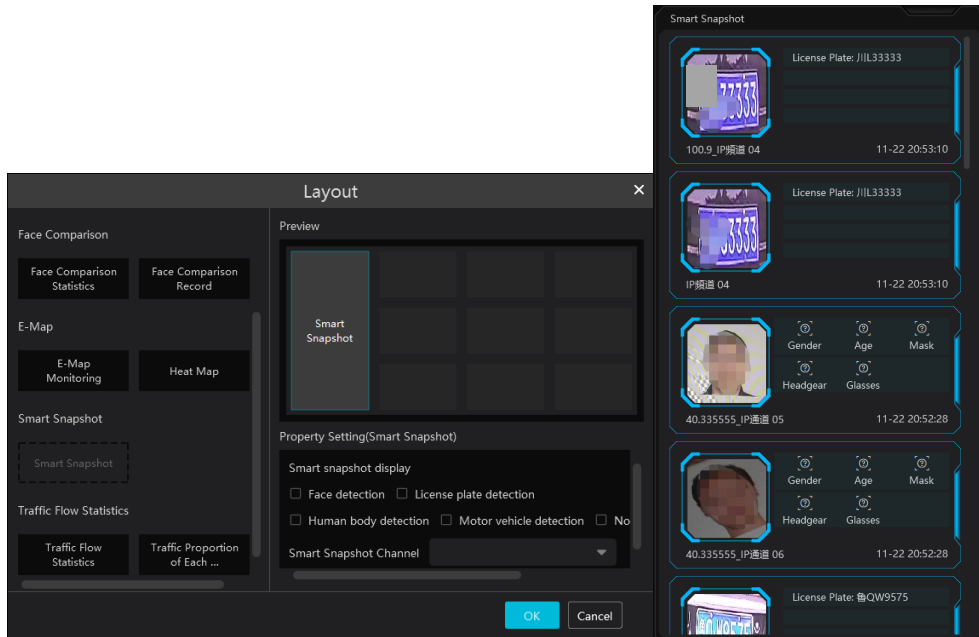 Layout
Face Comparison
Face Comparison
Statistics
Face Comparison
Record
E-Map
E-Map
Monitoring
Heat Map
Smart Snapshot
Smart Snapshot
Traffic Flow Statistics
Traffic Flow
Statistics
Traffic Proportion
of Each ...
Preview
Smart
Snapshot
Property Setting(Smart Snapshot)
Smart snapshot display
Face detection
License plate detection
Human body detection
Motor vehicle detection
No
Smart Snapshot Channel
OK
Cancel
Smart Snapshot
License Plate: 川L33333
100.9_IP頻道 04
11-22 20:53:10
License Plate: 川L33333
IP頻道 04
11-22 20:53:10
Gender
Age
Mask
Headgear
Glasses
40.335555_IP通道 05
11-22 20:52:28
Gender
Age
Mask
Headgear
Glasses
40.335555_IP通道 06
11-22 20:52:28
License Plate: 鲁QW9575